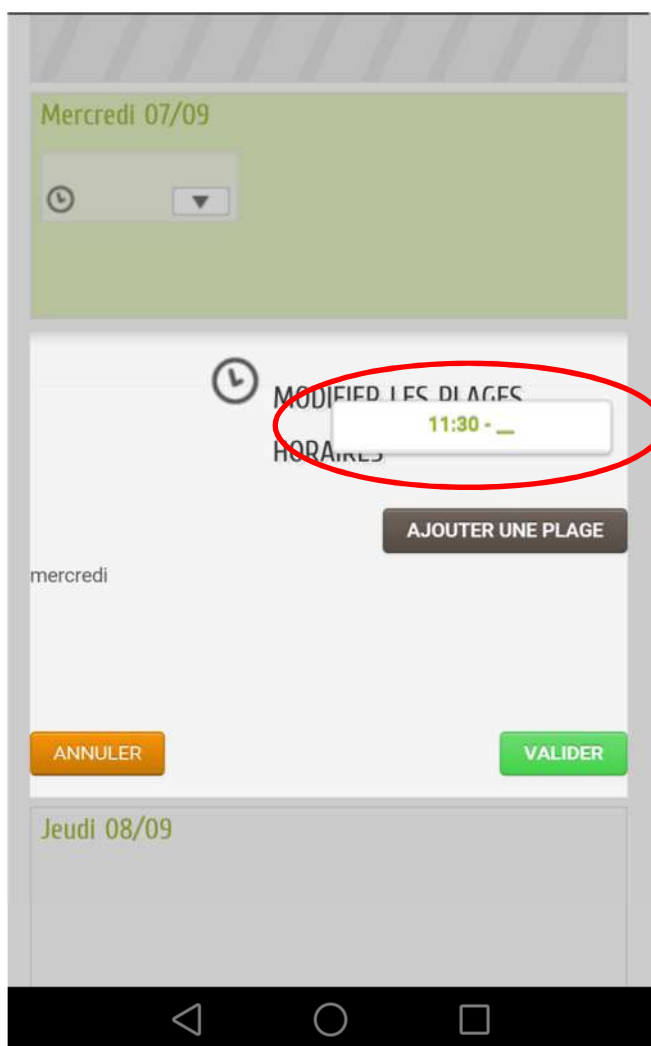 Mercredi 07/09
MODIFIER LES PLAGES
11:30 - __
HORAIRES
AJOUTER UNE PLAGE
mercredi
ANNULER
VALIDER
Jeudi 08/09